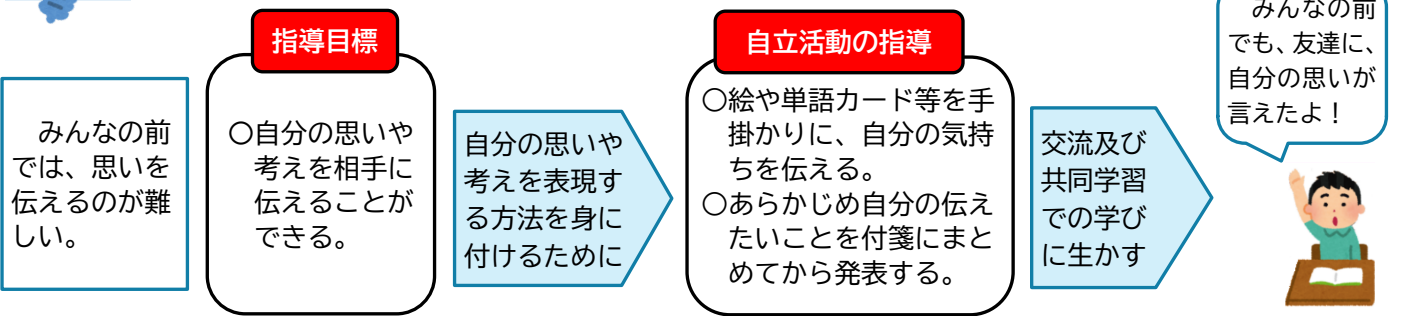 みんなの前
では、思いを
伝えるのが難
しい。
指導目標
〇自分の思いや
考えを相手に
伝えることが
できる。
自分の思いや
考えを表現す
る方法を身に
付けるために
自立活動の指導
〇絵や単語カード等を手
掛かりに、自分の気持
ちを伝える。
〇あらかじめ自分の伝え
たいことを付箋にまと
めてから発表する。
交流及び
共同学習
での学び
に生かす
みんなの前
でも、友達に、
自分の思いが
言えたよ！